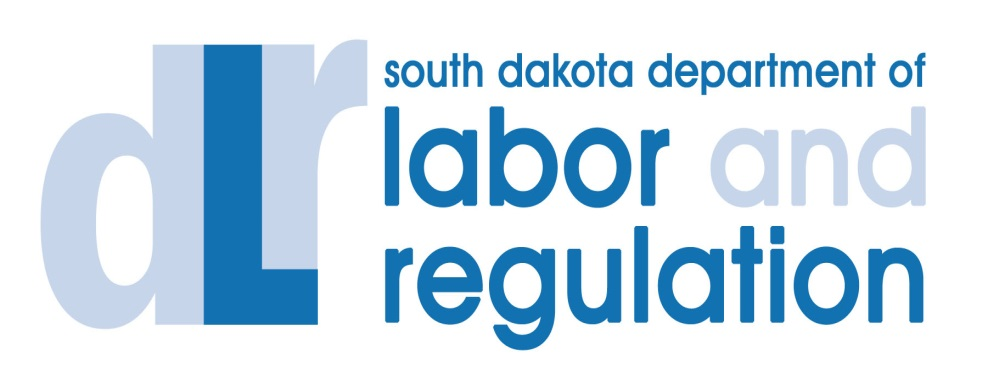 dLr
south dakota department of
labor and
regulation